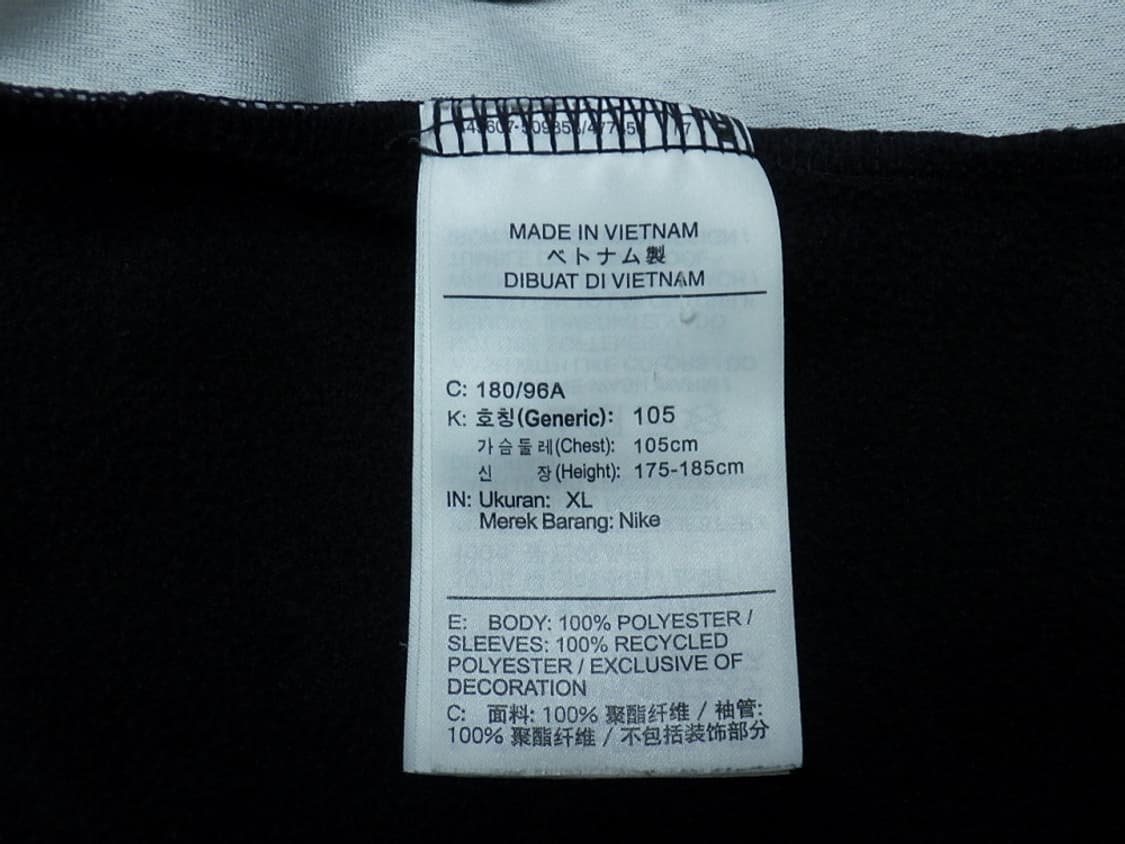 MADE IN VIETNAM
ベトナム製
DIBUAT DI VIETNAM
C: 180/96A
K: 호칭(Generic): 105
가슴둘레(Chest): 105cm
신 장(Height): 175-185cm
IN: Ukuran: XL
Merek Barang: Nike
E: BODY: 100% POLYESTER /
SLEEVES: 100% RECYCLED
POLYESTER / EXCLUSIVE OF
DECORATION
C: 面料: 100% 聚酯纤维 / 袖管:
100% 聚酯纤维 / 不包括装饰部分